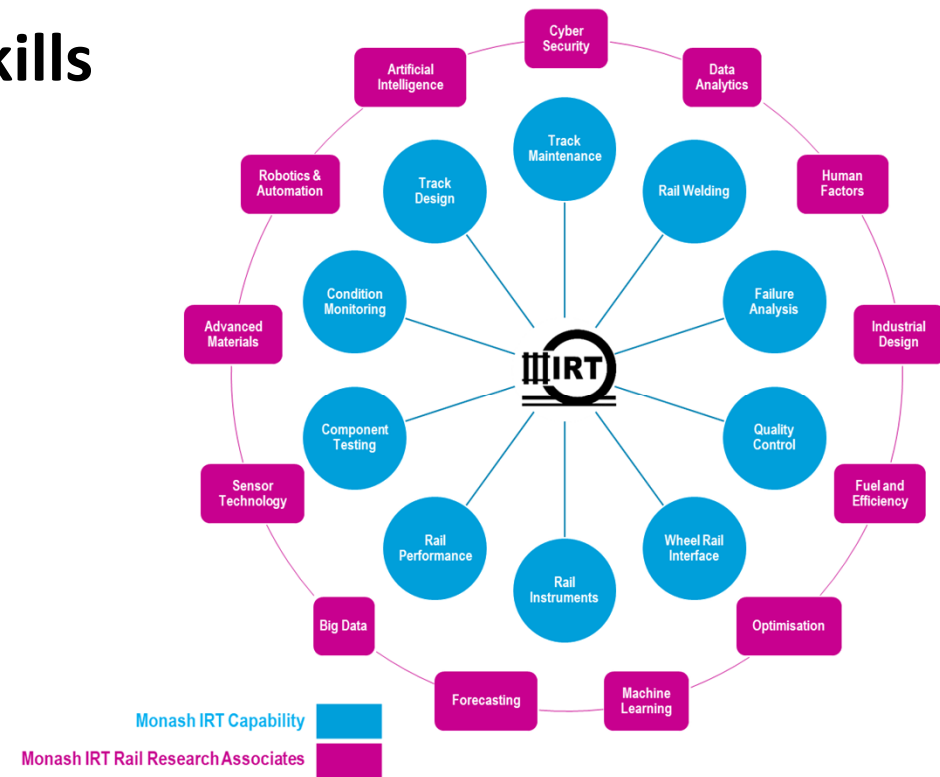 kills
Cyber
Security
Artificial
Intelligence
Data
Analytics
Robotics &
Automation
Human
Factors
Advanced
Materials
Industrial
Design
Sensor
Technology
Fuel and
Efficiency
Big Data
Optimisation
Forecasting
Machine
Learning
Track
Maintenance
Track
Design
Rail Welding
Condition
Monitoring
Failure
Analysis
IRT
Component
Testing
Quality
Control
Rail
Performance
Wheel Rail
Interface
Rail
Instruments
Monash IRT Capability
Monash IRT Rail Research Associates